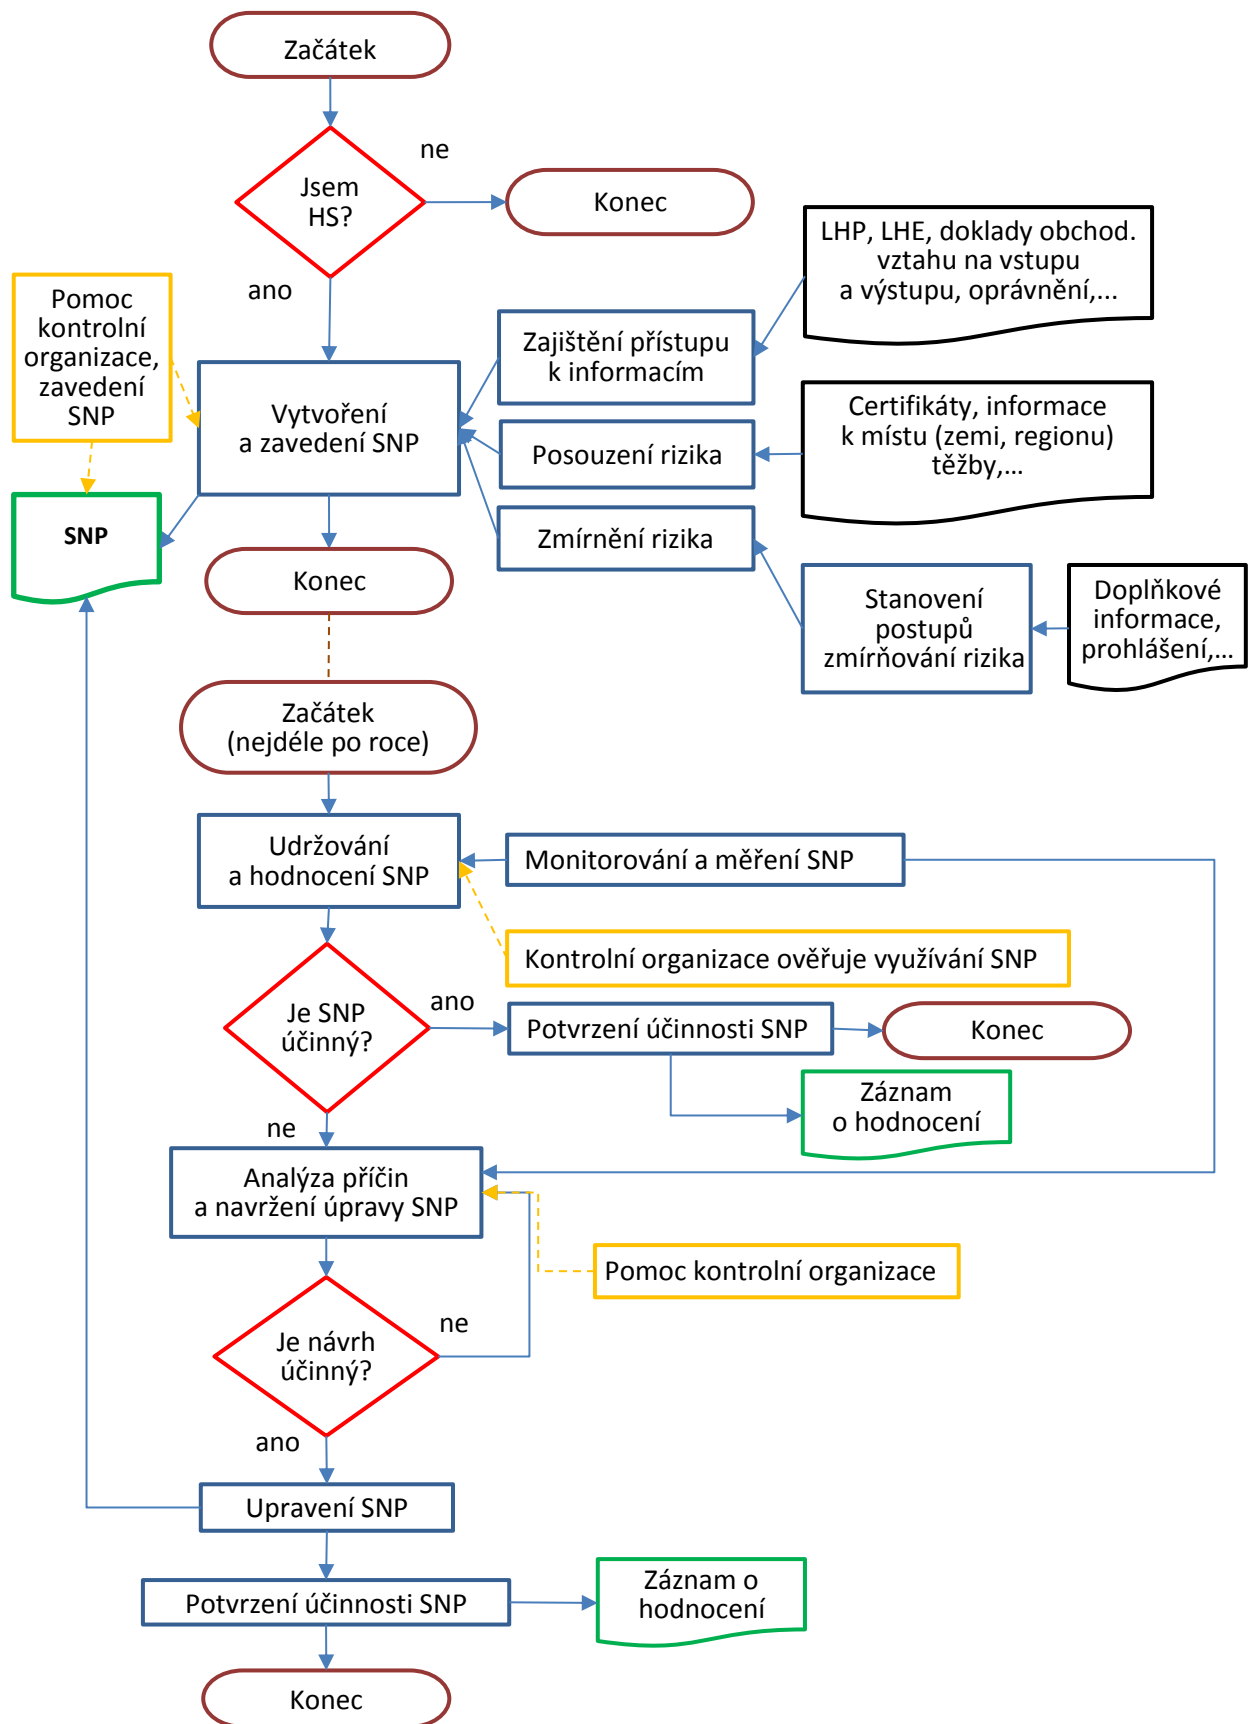 Začátek
ne
Jsem
HS?
Konec
LHP, LHE, doklady obchod.
vztahu na vstupu
a výstupu, oprávnění,...
ano
Pomoc
kontrolní
organizace,
zavedení
SNP
Zajištění přístupu
k informacím
Vytvoření
a zavedení SNP
Certifikáty, informace
k místu (zemi, regionu)
těžby,...
Posouzení rizika
SNP
Zmírnění rizika
Konec
Stanovení
postupů
zmírňování rizika
Doplňkové
informace,
prohlášení,...
Začátek
(nejdéle po roce)
Udržování
a hodnocení SNP
Monitorování a měření SNP
Kontrolní organizace ověřuje využívání SNP
Je SNP
účinný?
ano
Potvrzení účinnosti SNP
Konec
Záznam
o hodnocení
ne
Analýza příčin
a navržení úpravy SNP
Pomoc kontrolní organizace
Je návrh
účinný?
ne
ano
Upravení SNP
Potvrzení účinnosti SNP
Záznam o
hodnocení
Konec